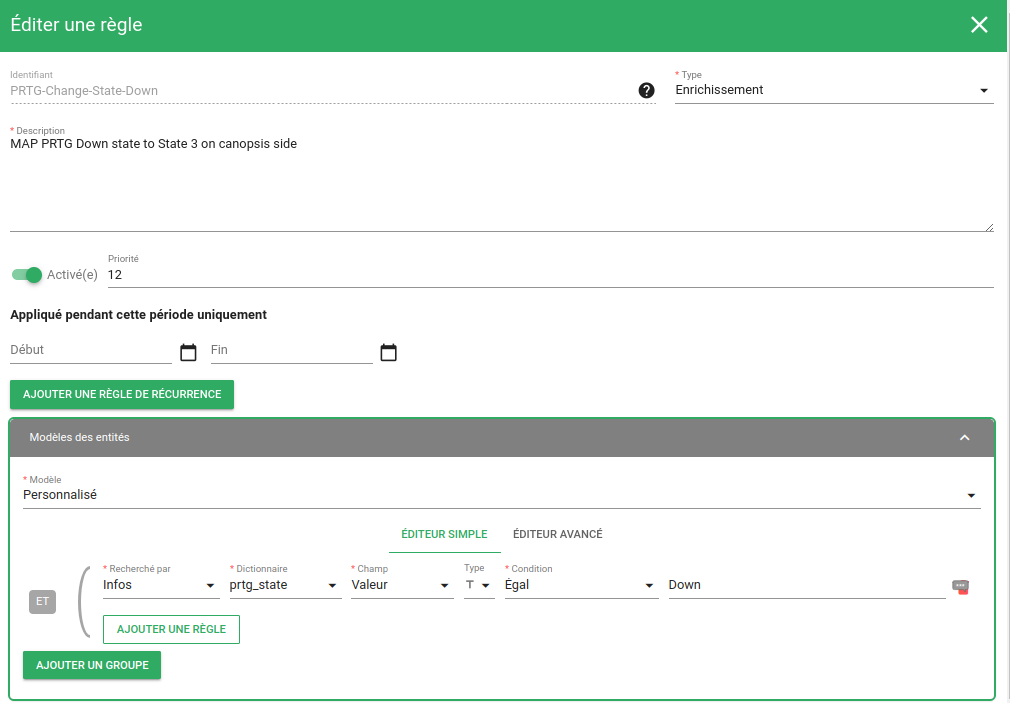 Éditer une règle
Identifiant
PRTG-Change-State-Down
?
* Type
Enrichissement
* Description
MAP PRTG Down state to State 3 on canopsis side
Activé(e)
Priorité
12
Appliqué pendant cette période uniquement
Début
Fin
AJOUTER UNE RÈGLE DE RÉCURRENCE
Modèles des entités
* Modèle
Personnalisé
ÉDITEUR SIMPLE
ÉDITEUR AVANCÉ
ET
* Recherché par
Infos
* Dictionnaire
prtg_state
* Champ
Valeur
Type
T
* Condition
Égal
Down
AJOUTER UNE RÈGLE
AJOUTER UN GROUPE